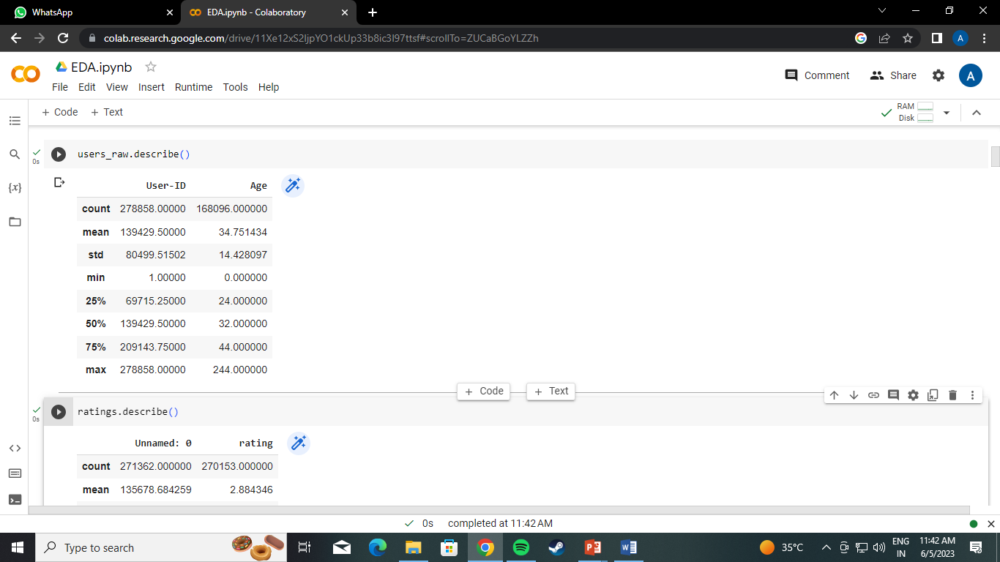 WhatsApp
EDA.ipynb - Colaboratory
colab.research.google.com/drive/11Xe12xS2IjpYO1ckUp33b8ic3I97ttsf#scrollTo=ZUCaBGoYLZZh
A
EDA.ipynb
File Edit View Insert Runtime Tools Help
Comment
Share
A
+ Code + Text
RAM
Disk
0s
users_raw.describe()
{x}
User-ID Age
count 278858.00000 168096.000000
mean 139429.50000 34.751434
std 80499.51502 14.428097
min 1.00000 0.000000
25% 69715.25000 24.000000
50% 139429.50000 32.000000
75% 209143.75000 44.000000
max 278858.00000 244.000000
+ Code + Text
0s
ratings.describe()
Unnamed: 0 rating
count 271362.000000 270153.000000
mean 135678.684259 2.884346
0s completed at 11:42 AM
Type to search
35°C
ENG
IN
11:42 AM
6/5/2023